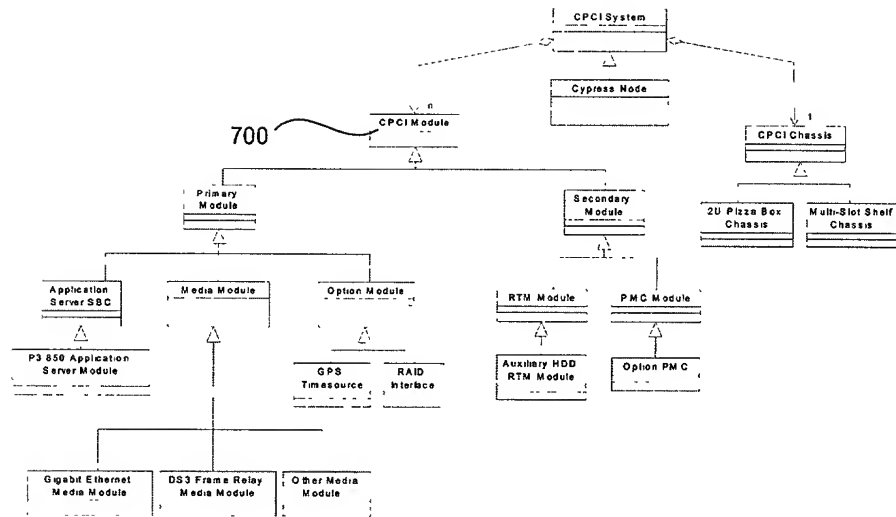 CPCI System
Cypress Node
n
CPCI Module
700
1
CPCI Chassis
Primary
Module
Secondary
Module
2U Pizza Box
Chassis
Multi-Slot Shelf
Chassis
Application
Server SBC
Media Module
Option Module
RTM Module
PMC Module
P3 850 Application
Server Module
GPS
Timesource
RAID
Interface
Auxiliary HDD
RTM Module
Option PMC
Gigabit Ethernet
Media Module
DS3 Frame Relay
Media Module
Other Media
Module